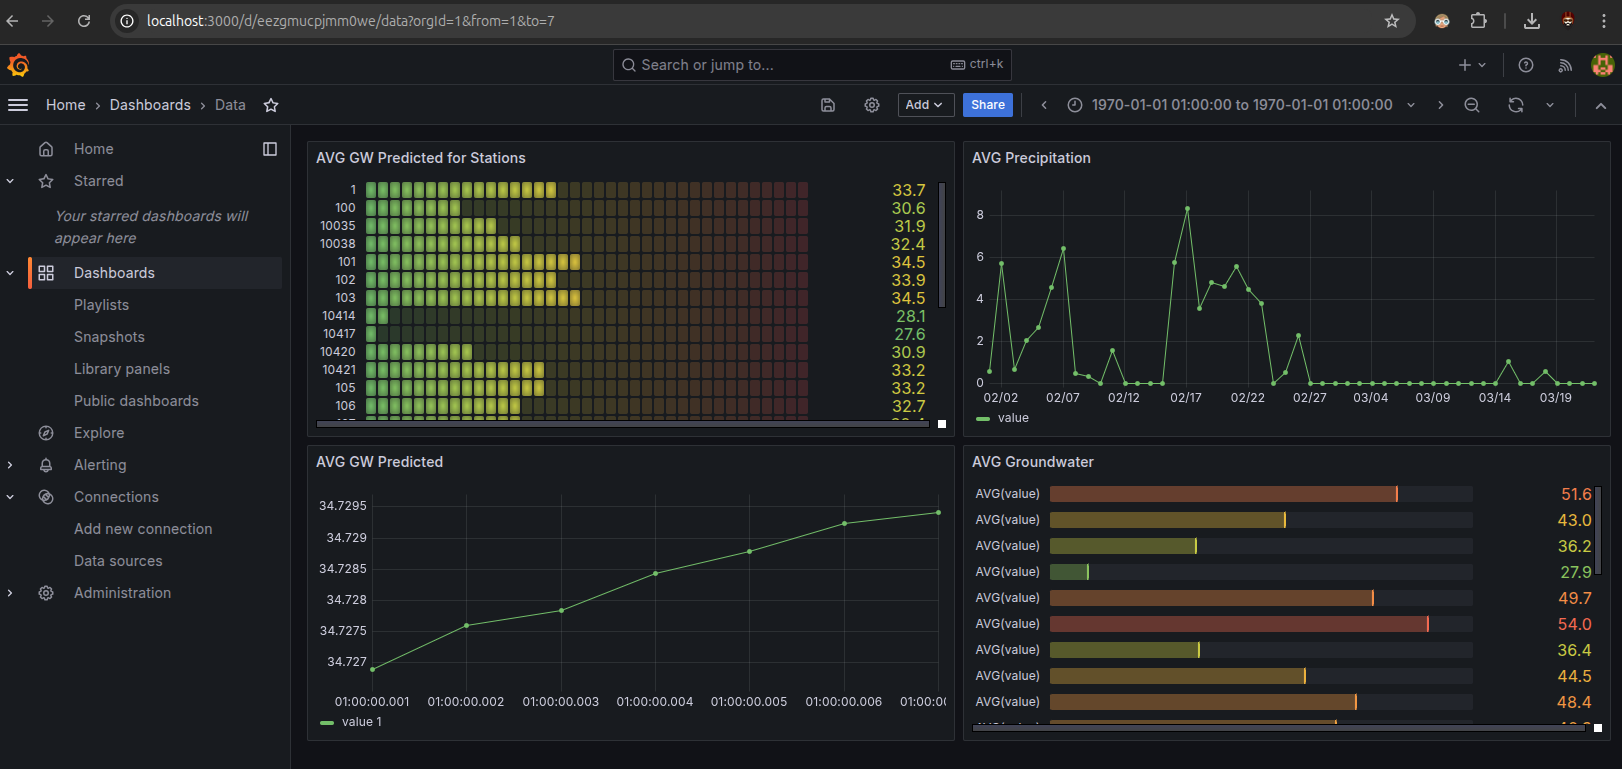 localhost:3000/d/eezgmucpjmm0we/data?orgId=1&from=1&to=7
Search or jump to...
ctrl+k
Home › Dashboards › Data
Add
Share
1970-01-01 01:00:00 to 1970-01-01 01:00:00
Home
Starred
Your starred dashboards will
appear here
Dashboards
Playlists
Snapshots
Library panels
Public dashboards
Explore
Alerting
Connections
Add new connection
Data sources
Administration
AVG GW Predicted for Stations
1 33.7
100 30.6
10035 31.9
10038 32.4
101 34.5
102 33.9
103 34.5
10414 28.1
10417 27.6
10420 30.9
10421 33.2
105 33.2
106 32.7
AVG Precipitation
8
6
4
2
0
02/02 02/07 02/12 02/17 02/22 02/27 03/04 03/09 03/14 03/19
value
AVG GW Predicted
34.7295
34.729
34.7285
34.728
34.7275
34.727
01:00:00.001 01:00:00.002 01:00:00.003 01:00:00.004 01:00:00.005 01:00:00.006 01:00:0
value 1
AVG Groundwater
AVG(value) 51.6
AVG(value) 43.0
AVG(value) 36.2
AVG(value) 27.9
AVG(value) 49.7
AVG(value) 54.0
AVG(value) 36.4
AVG(value) 44.5
AVG(value) 48.4